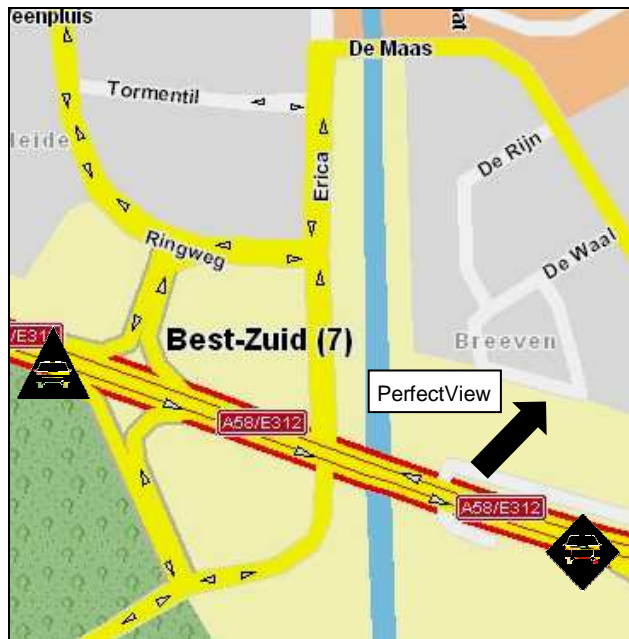 eenpluis
De Maas
aat
Tormentil
leide
Erica
De Rijn
Ringweg
De Waal
/E31
Best-Zuid (7)
Breeven
PerfectView
A58/E312
A58/E312